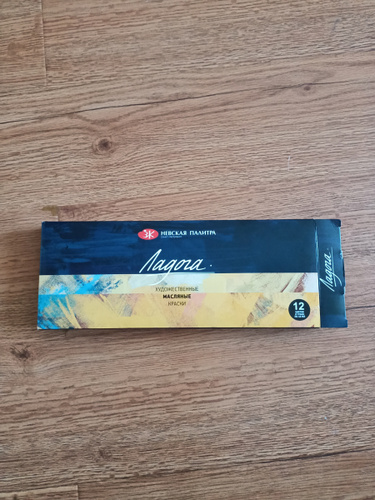 НЕВСКАЯ ПАЛИТРА
Ладога
ХУДОЖЕСТВЕННЫЕ
МАСЛЯНЫЕ
КРАСКИ
12
Ладога